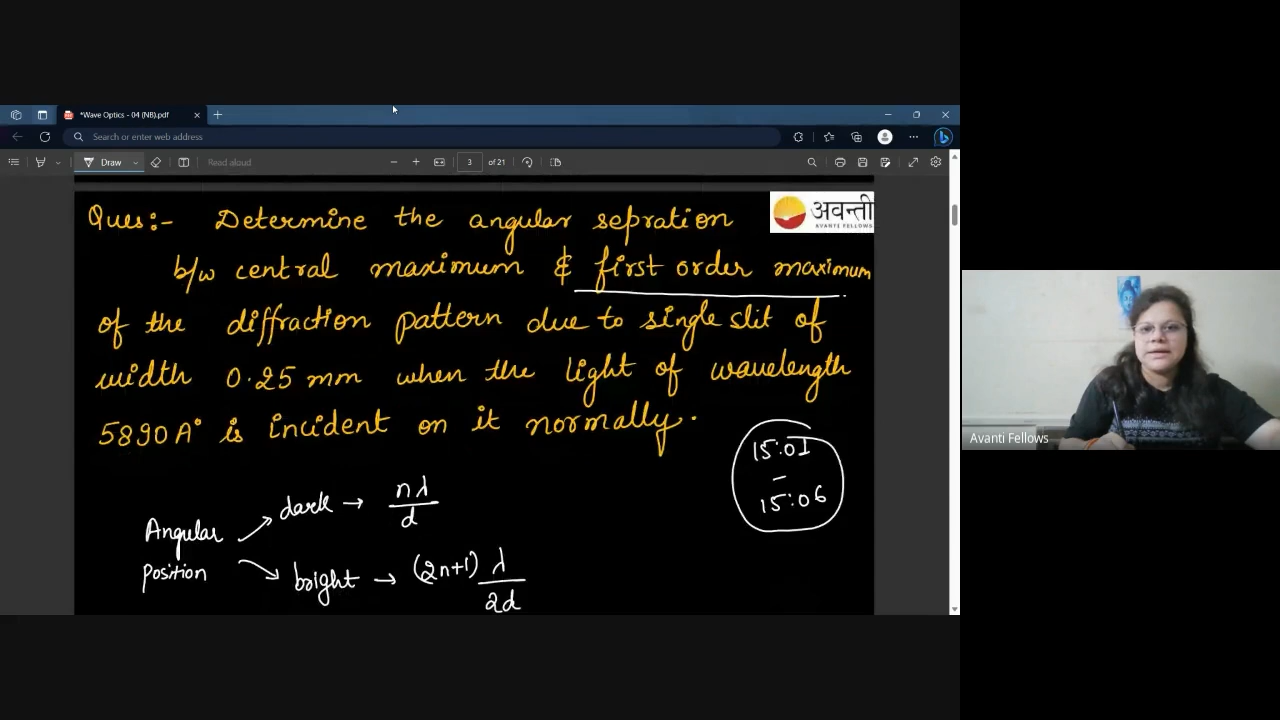 *Wave Optics - 04 (NB).pdf
Search or enter web address
Draw
Read aloud
3 of 21
Ques:- Determine the angular sepration
अवन्ती
AVANTI FELLOWS
b/w central maximum & first order maximum
of the diffraction pattern due to single slit of
width 0.25 mm when the light of wavelength
5890 A° is incident on it normally.
15:01
-
15:06
Angular
position
dark → nλ/d
bright → (2n+1) λ/2d
Avanti Fellows